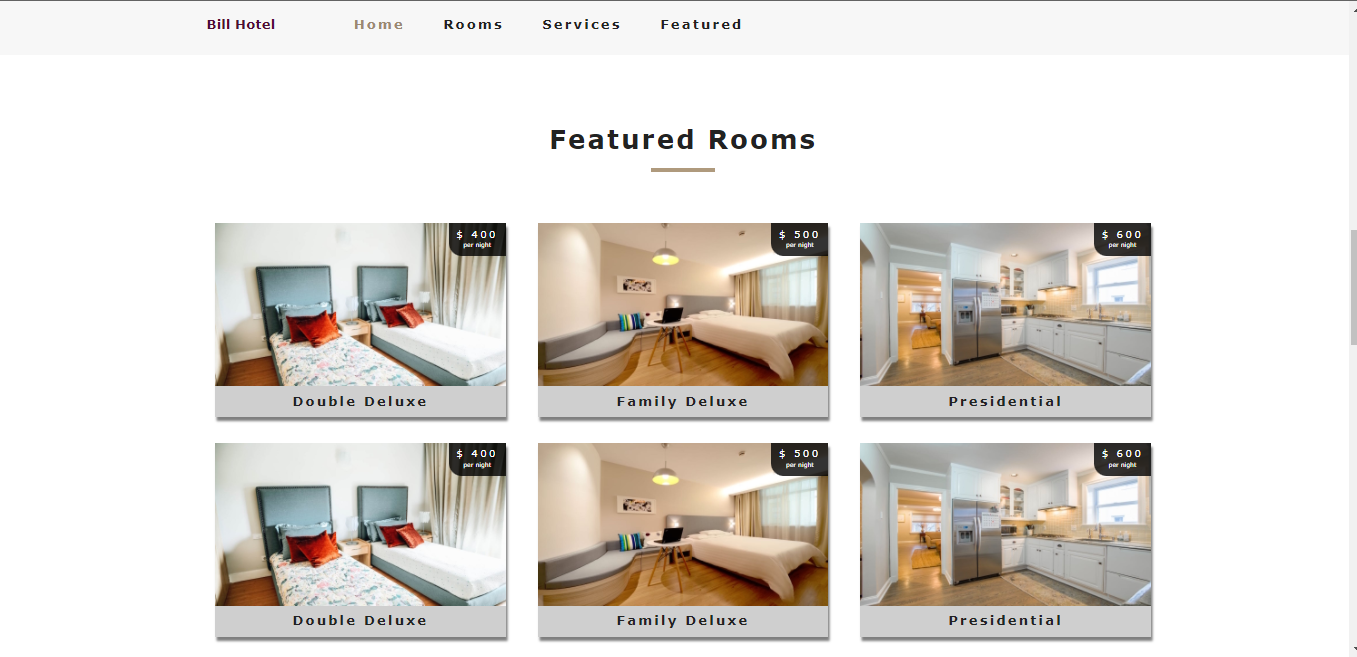 Bill Hotel Home Rooms Services Featured
Featured Rooms
$ 400
per night
$ 500
per night
$ 600
per night
Double Deluxe
Family Deluxe
Presidential
$ 400
per night
$ 500
per night
$ 600
per night
Double Deluxe
Family Deluxe
Presidential